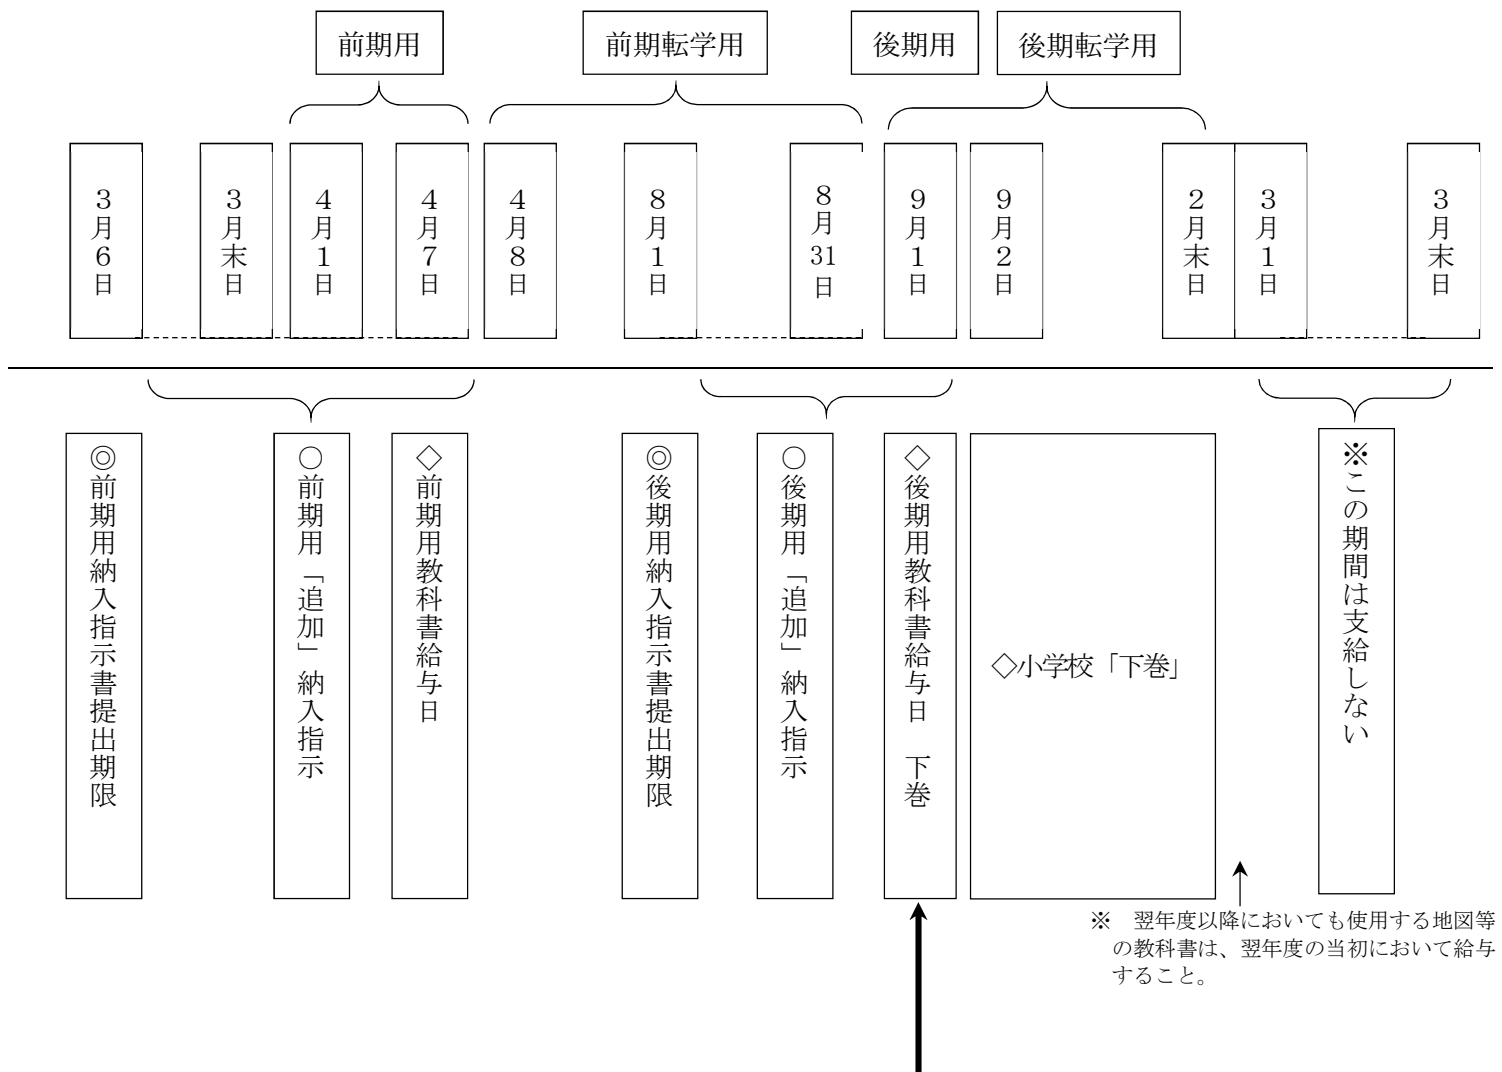 前期用
前期転学用
後期用
後期転学用
3月6日
3月末日
4月1日
4月7日
4月8日
8月1日
8月31日
9月1日
9月2日
2月末日
3月1日
3月末日
◎前期用納入指示書提出期限
○前期用「追加」納入指示
◇前期用教科書給与日
◎後期用納入指示書提出期限
○後期用「追加」納入指示
◇後期用教科書給与日　下巻
◇小学校「下巻」
※この期間は支給しない
※　翌年度以降においても使用する地図等
の教科書は、翌年度の当初において給与
すること。